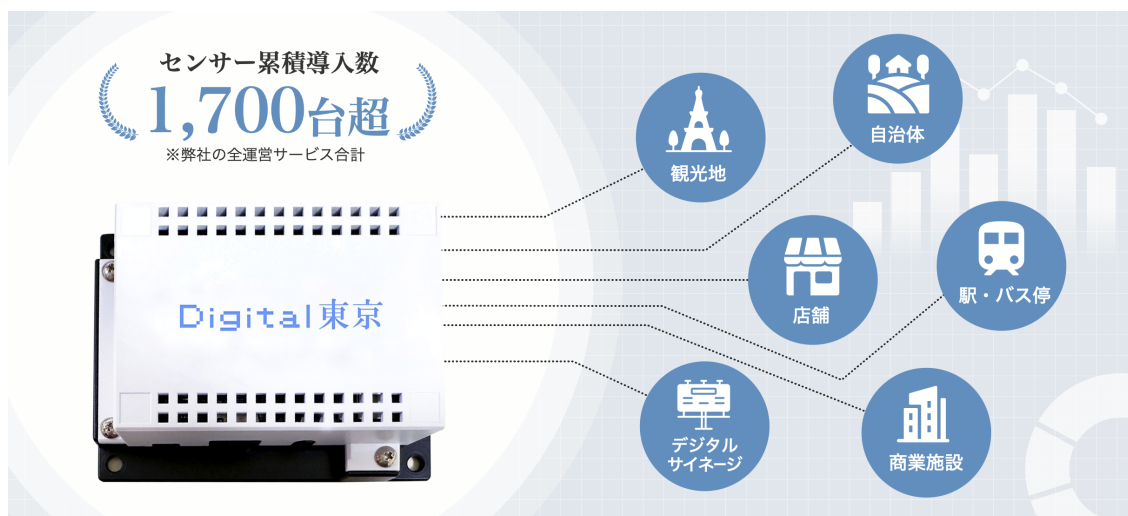 センサー累積導入数
1,700台超
※弊社の全運営サービス合計
Digital東京
観光地
自治体
店舗
駅・バス停
デジタル
サイネージ
商業施設